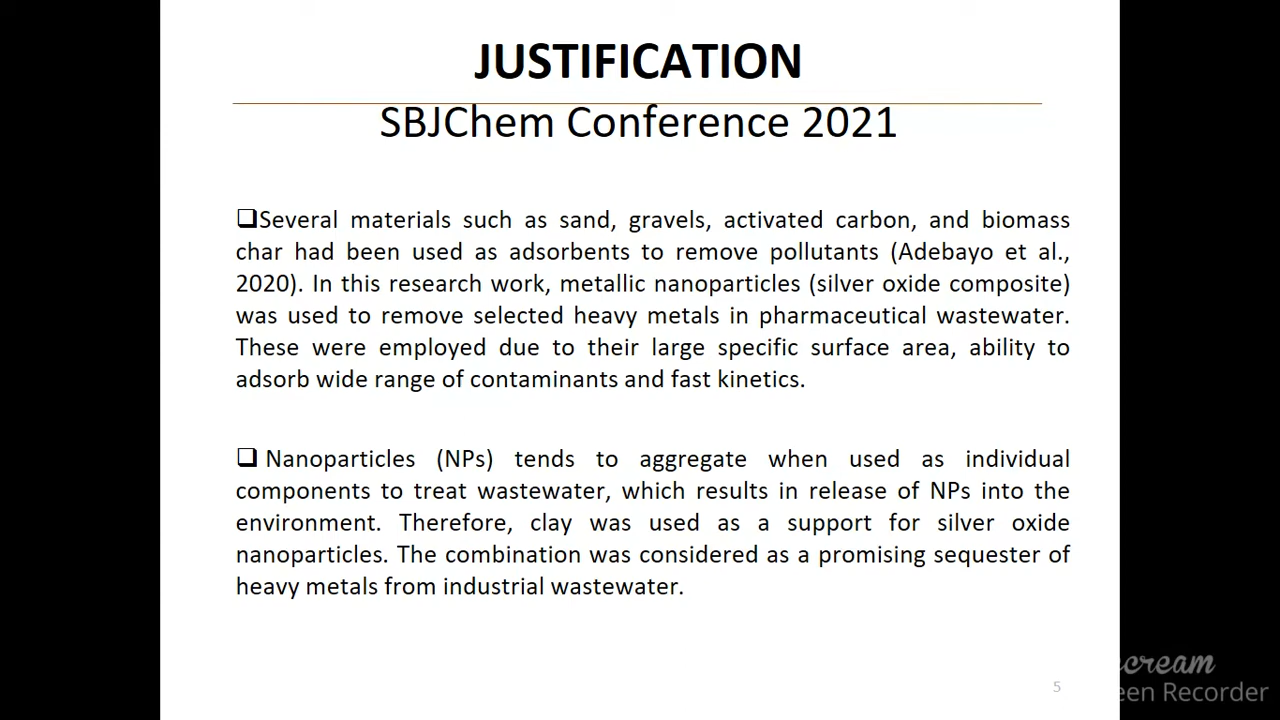 JUSTIFICATION
SBJChem Conference 2021
❑Several materials such as sand, gravels, activated carbon, and biomass
char had been used as adsorbents to remove pollutants (Adebayo et al.,
2020). In this research work, metallic nanoparticles (silver oxide composite)
was used to remove selected heavy metals in pharmaceutical wastewater.
These were employed due to their large specific surface area, ability to
adsorb wide range of contaminants and fast kinetics.
❑ Nanoparticles (NPs) tends to aggregate when used as individual
components to treat wastewater, which results in release of NPs into the
environment. Therefore, clay was used as a support for silver oxide
nanoparticles. The combination was considered as a promising sequester of
heavy metals from industrial wastewater.
5
Recorder